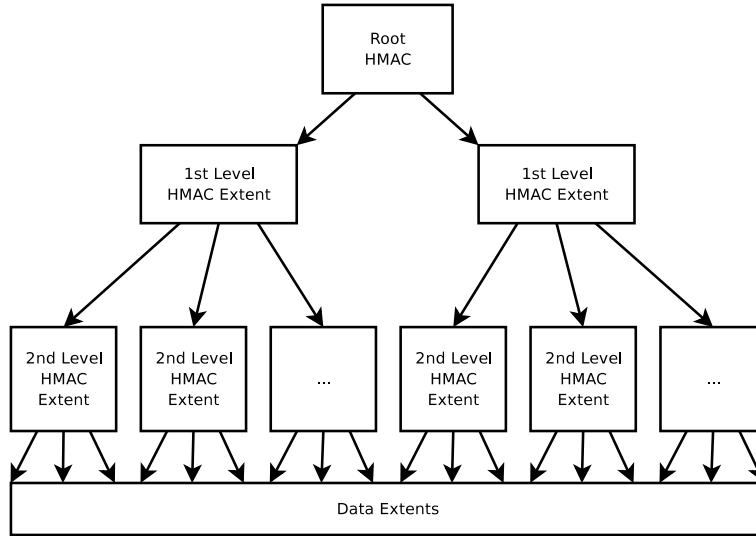 Root
HMAC
1st Level
HMAC Extent
1st Level
HMAC Extent
2nd Level
HMAC
Extent
2nd Level
HMAC
Extent
...
2nd Level
HMAC
Extent
2nd Level
HMAC
Extent
...
Data Extents